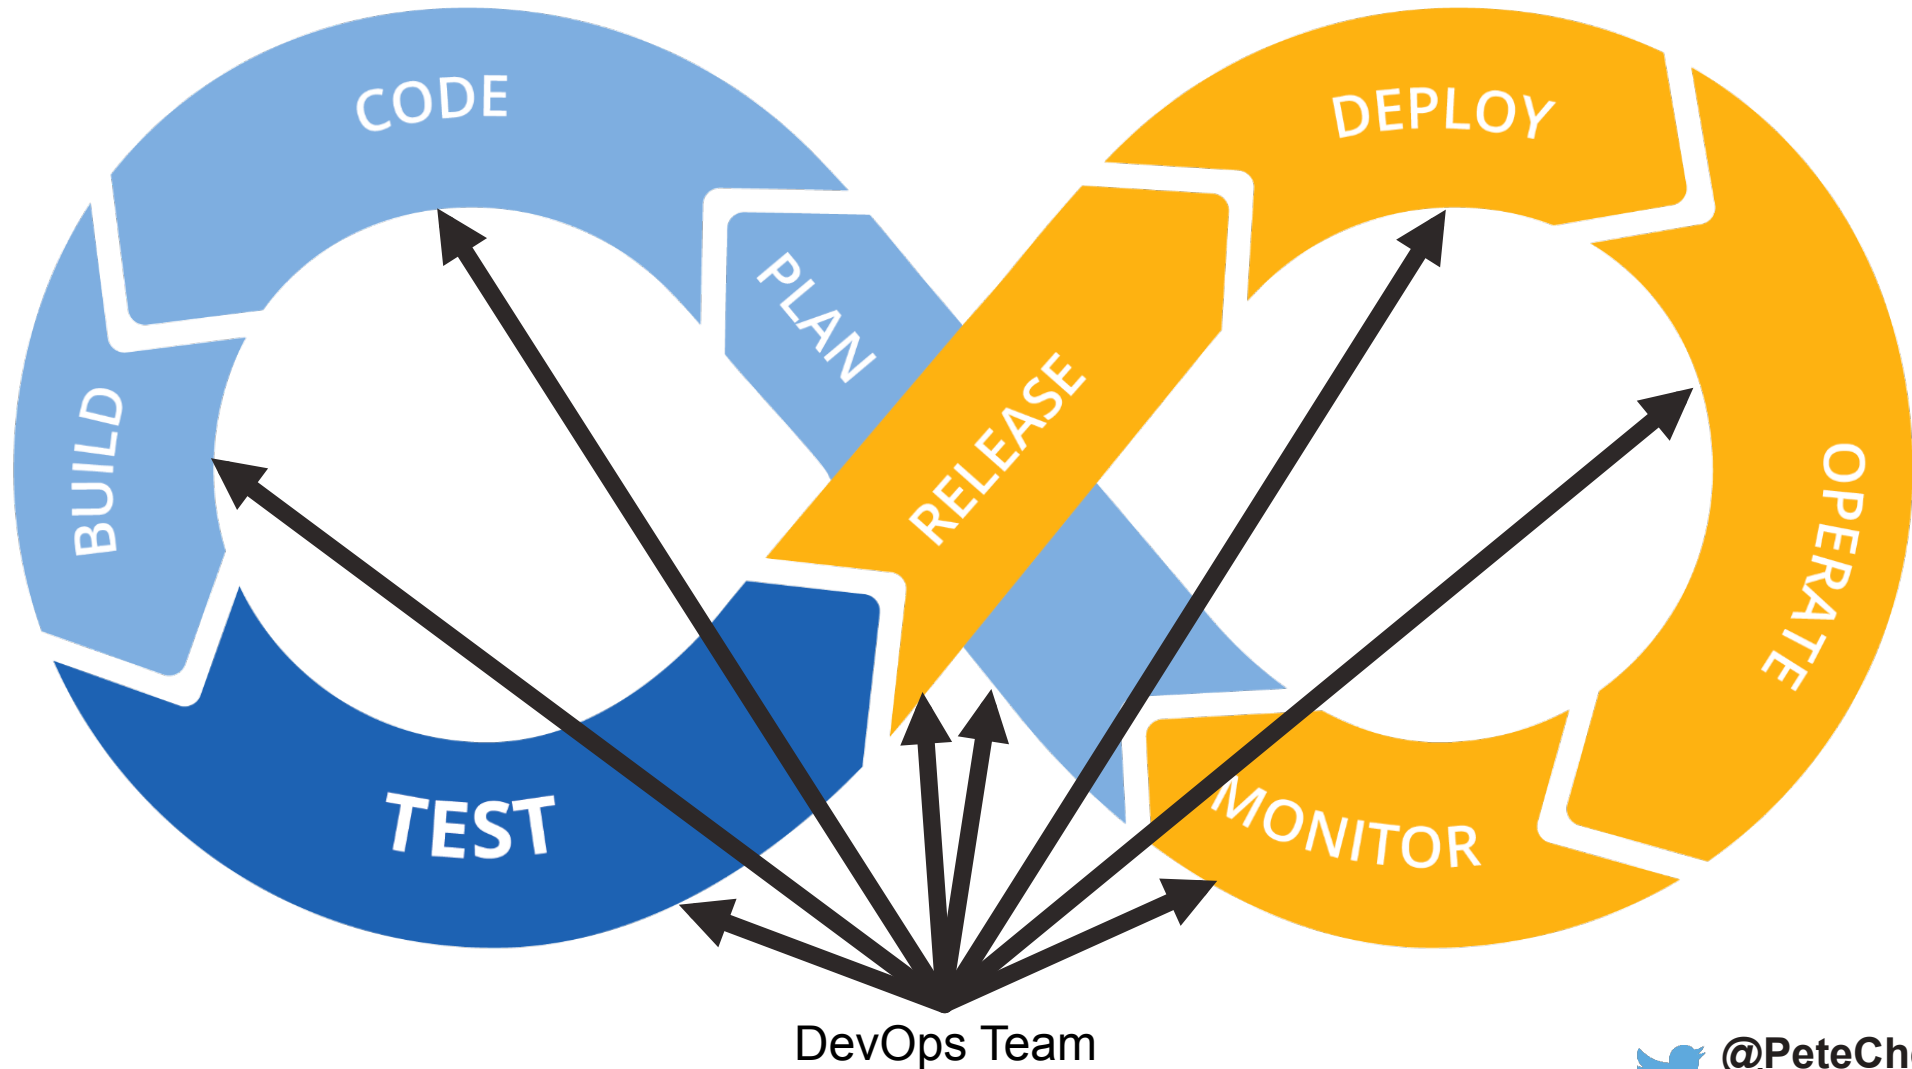 CODE
DEPLOY
PLAN
BUILD
RELEASE
OPERATE
TEST
MONITOR
DevOps Team